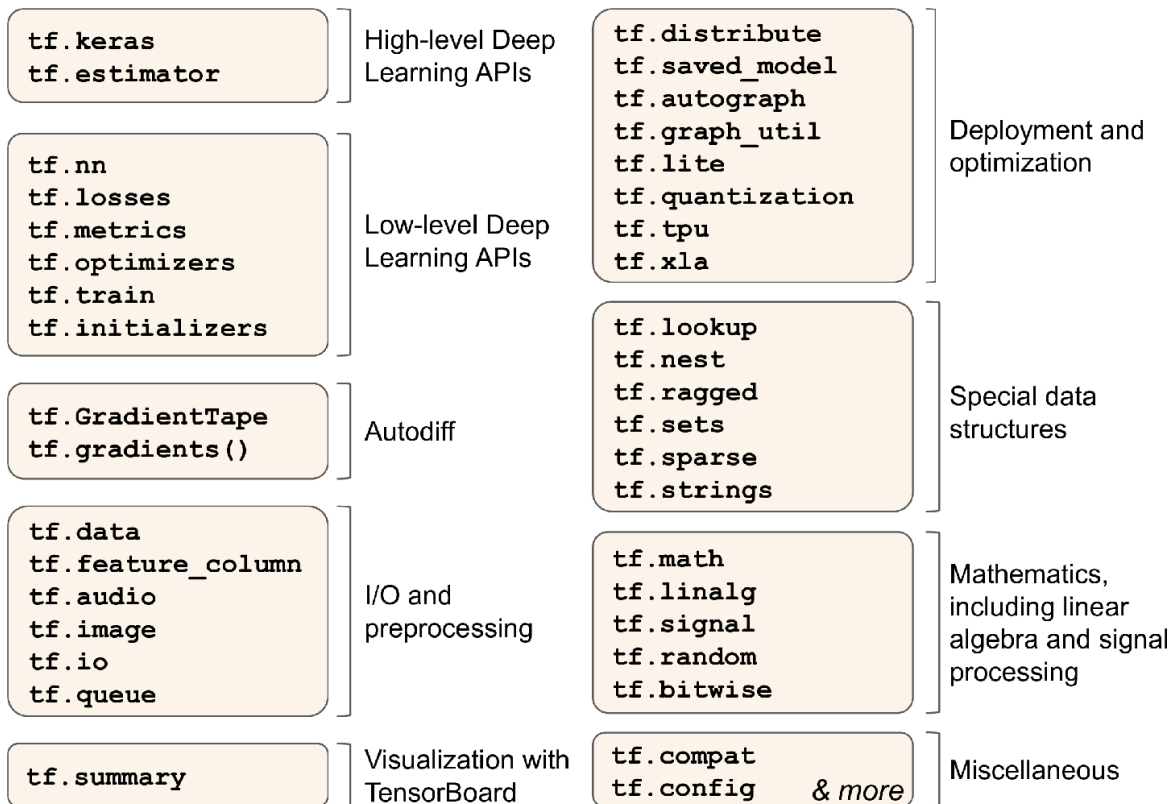 tf.keras
tf.estimator
High-level Deep
Learning APIs
tf.nn
tf.losses
tf.metrics
tf.optimizers
tf.train
tf.initializers
Low-level Deep
Learning APIs
tf.GradientTape
tf.gradients()
Autodiff
tf.data
tf.feature_column
tf.audio
tf.image
tf.io
tf.queue
I/O and
preprocessing
tf.summary
Visualization with
TensorBoard
tf.distribute
tf.saved_model
tf.autograph
tf.graph_util
tf.lite
tf.quantization
tf.tpu
tf.xla
Deployment and
optimization
tf.lookup
tf.nest
tf.ragged
tf.sets
tf.sparse
tf.strings
Special data
structures
tf.math
tf.linalg
tf.signal
tf.random
tf.bitwise
Mathematics,
including linear
algebra and signal
processing
tf.compat
tf.config & more
Miscellaneous